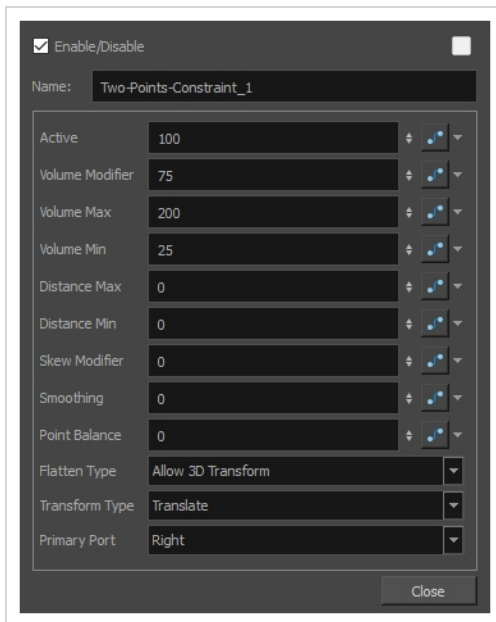 Enable/Disable
Name: Two-Points-Constraint_1
Active 100
Volume Modifier 75
Volume Max 200
Volume Min 25
Distance Max 0
Distance Min 0
Skew Modifier 0
Smoothing 0
Point Balance 0
Flatten Type Allow 3D Transform
Transform Type Translate
Primary Port Right
Close